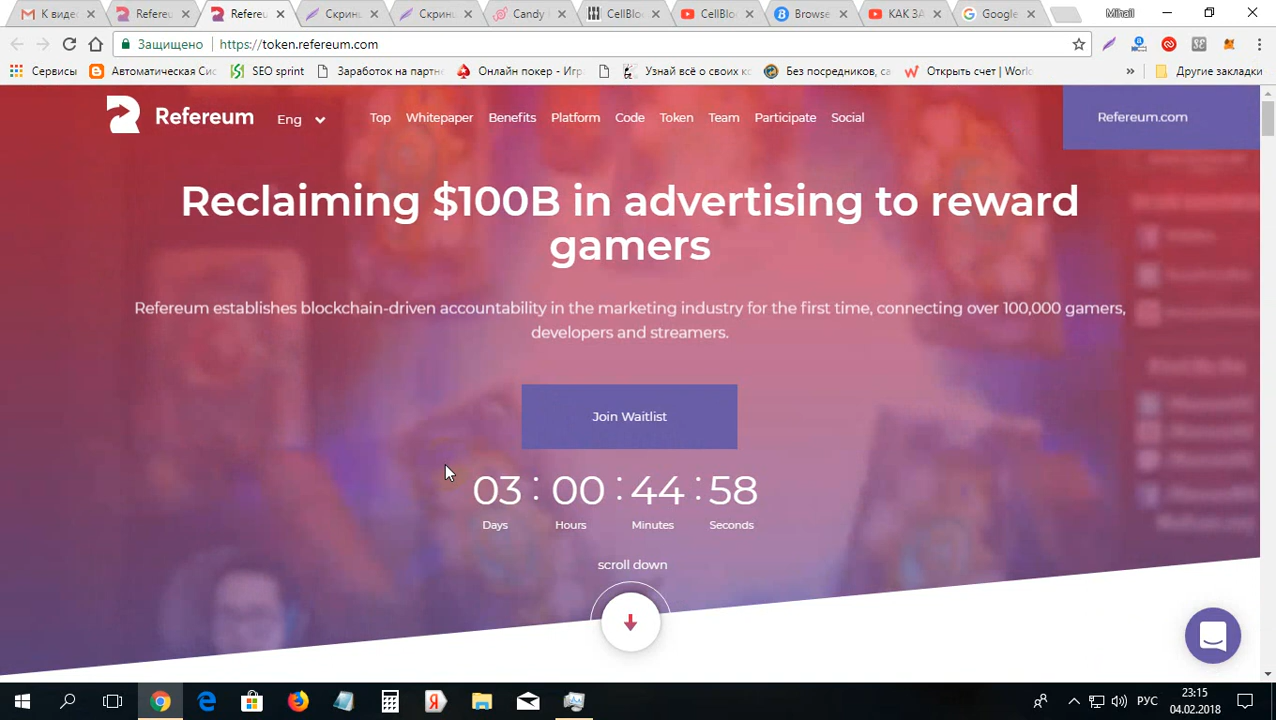 К видео
Refereu
Refereu
Скрин
Скрин
Candy
CellBlo
CellBlo
Browse
КАК ЗА
Google
Mihail
Защищено
https://token.refereum.com
Сервисы
Автоматическая Сис
SEO sprint
Заработок на партн
Онлайн покер - Игр
Узнай всё о своих кс
Без посредников, са
Открыть счет | Worl
»
Другие закладки
Refereum
Eng
Top
Whitepaper
Benefits
Platform
Code
Token
Team
Participate
Social
Refereum.com
Reclaiming $100B in advertising to reward
gamers
Refereum establishes blockchain-driven accountability in the marketing industry for the first time, connecting over 100,000 gamers,
developers and streamers.
Join Waitlist
03 : 00 : 44 : 58
Days Hours Minutes Seconds
scroll down
РУС
23:15
04.02.2018